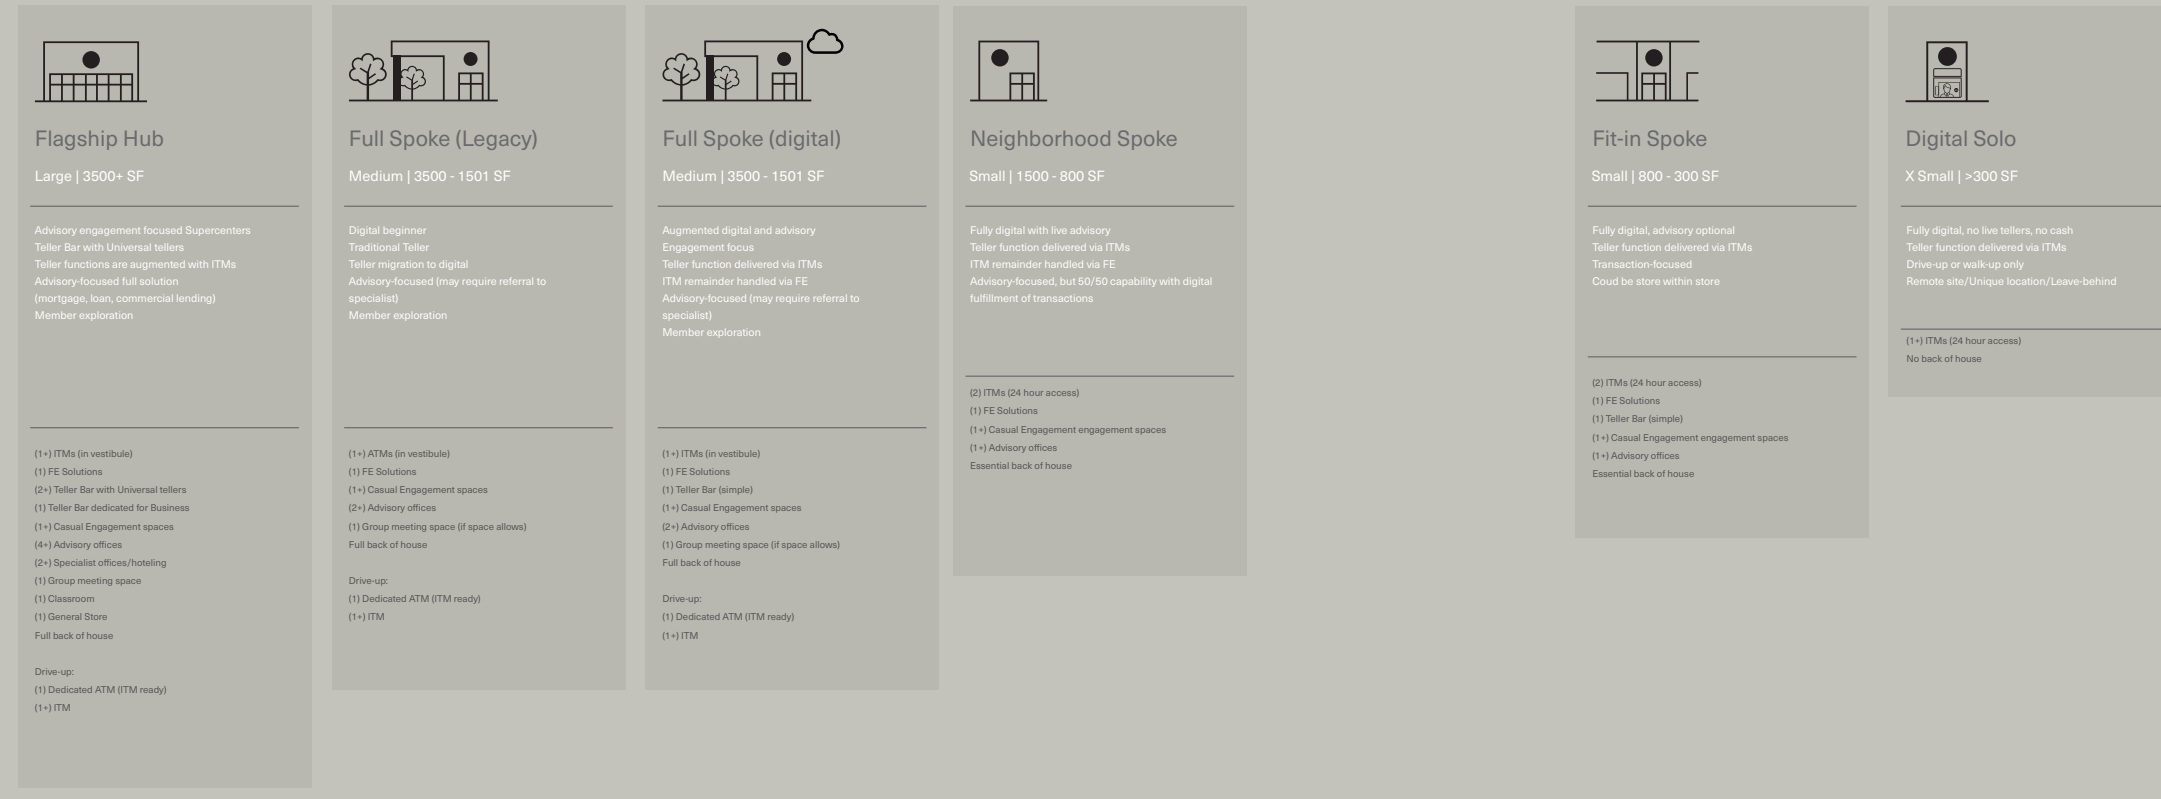 Flagship Hub
Large | 3500+ SF
Advisory engagement focused Supercenters
Teller Bar with Universal tellers
Teller functions are augmented with ITMs
Advisory-focused full solution
(mortgage, loan, commercial lending)
Member exploration
(1+) ITMs (in vestibule)
(1) FE Solutions
(2+) Teller Bar with Universal tellers
(1) Teller Bar dedicated for Business
(1+) Casual Engagement spaces
(4+) Advisory offices
(2+) Specialist offices/hoteling
(1) Group meeting space
(1) Classroom
(1) General Store
Full back of house
Drive-up:
(1) Dedicated ATM (ITM ready)
(1+) ITM
Full Spoke (Legacy)
Medium | 3500 - 1501 SF
Digital beginner
Traditional Teller
Teller migration to digital
Advisory-focused (may require referral to
specialist)
Member exploration
(1+) ATMs (in vestibule)
(1) FE Solutions
(1+) Casual Engagement spaces
(2+) Advisory offices
(1) Group meeting space (if space allows)
Full back of house
Drive-up:
(1) Dedicated ATM (ITM ready)
(1+) ITM
Full Spoke (digital)
Medium | 3500 - 1501 SF
Augmented digital and advisory
Engagement focus
Teller function delivered via ITMs
ITM remainder handled via FE
Advisory-focused (may require referral to
specialist)
Member exploration
(1+) ITMs (in vestibule)
(1) FE Solutions
(1) Teller Bar (simple)
(1+) Casual Engagement spaces
(2+) Advisory offices
(1) Group meeting space (if space allows)
Full back of house
Drive-up:
(1) Dedicated ATM (ITM ready)
(1+) ITM
Neighborhood Spoke
Small | 1500 - 800 SF
Fully digital with live advisory
Teller function delivered via ITMs
ITM remainder handled via FE
Advisory-focused, but 50/50 capability with digital
fulfillment of transactions
(2) ITMs (24 hour access)
(1) FE Solutions
(1+) Casual Engagement engagement spaces
(1+) Advisory offices
Essential back of house
Fit-in Spoke
Small | 800 - 300 SF
Fully digital, advisory optional
Teller function delivered via ITMs
Transaction-focused
Coud be store within store
(2) ITMs (24 hour access)
(1) FE Solutions
(1) Teller Bar (simple)
(1+) Casual Engagement engagement spaces
(1+) Advisory offices
Essential back of house
Digital Solo
X Small | >300 SF
Fully digital, no live tellers, no cash
Teller function delivered via ITMs
Drive-up or walk-up only
Remote site/Unique location/Leave-behind
(1+) ITMs (24 hour access)
No back of house